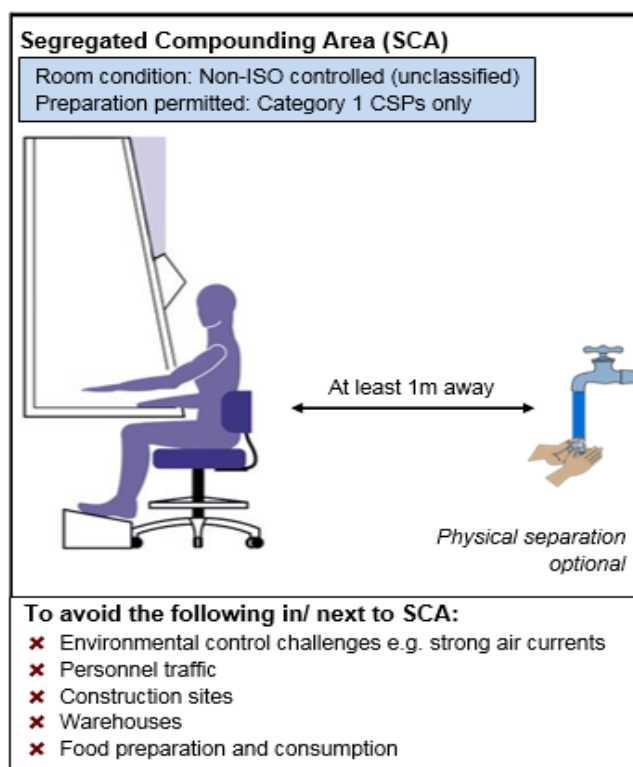 Segregated Compounding Area (SCA)
Room condition: Non-ISO controlled (unclassified)
Preparation permitted: Category 1 CSPs only
At least 1m away
Physical separation
optional
To avoid the following in/ next to SCA:
✖ Environmental control challenges e.g. strong air currents
✖ Personnel traffic
✖ Construction sites
✖ Warehouses
✖ Food preparation and consumption